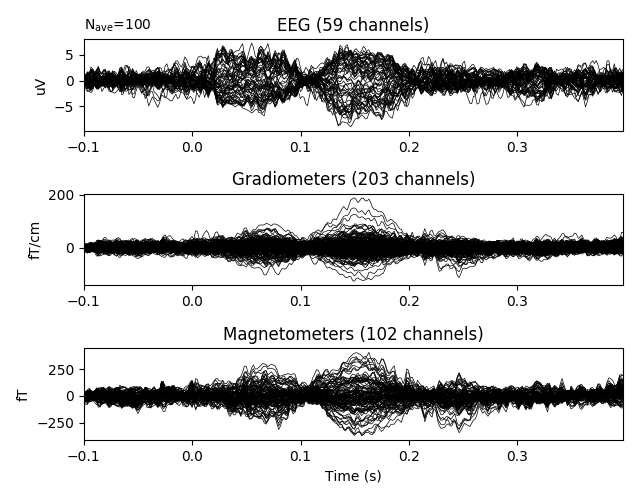 Nave=100
EEG (59 channels)
5
0
−5
uV
−0.1 0.0 0.1 0.2 0.3
Gradiometers (203 channels)
200
0
fT/cm
−0.1 0.0 0.1 0.2 0.3
Magnetometers (102 channels)
250
0
−250
fT
−0.1 0.0 0.1 0.2 0.3
Time (s)